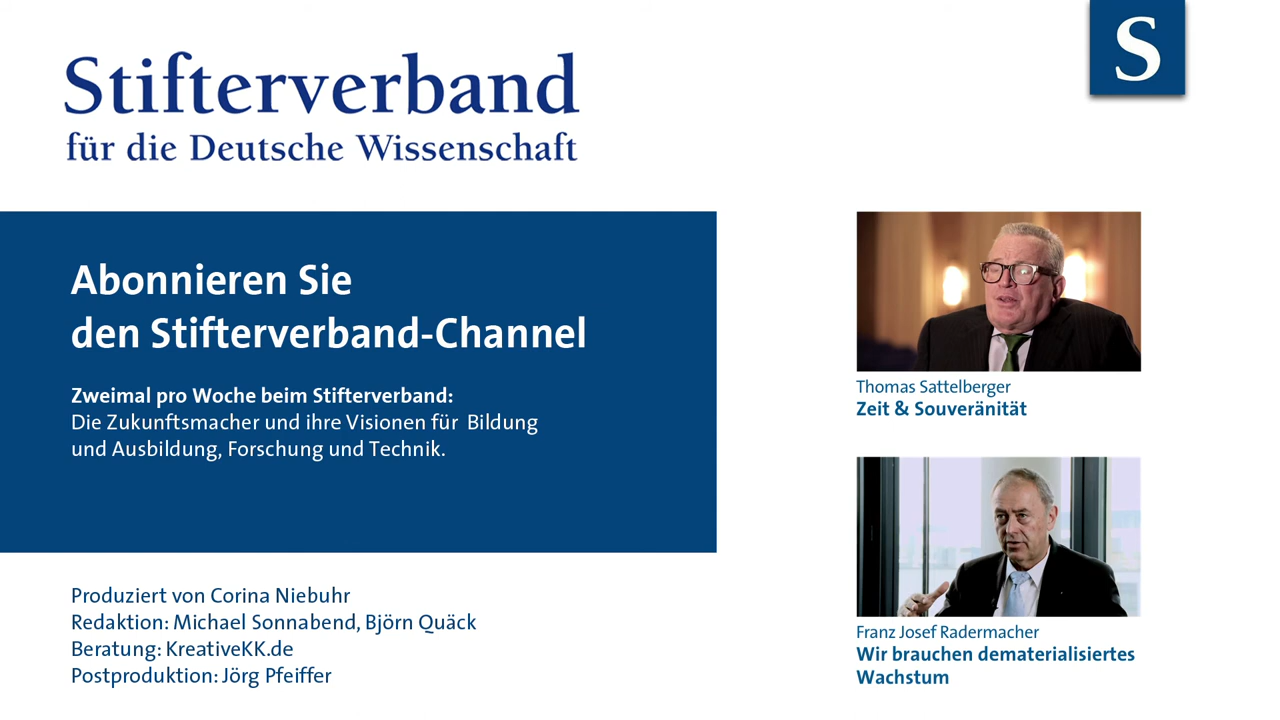 Stifterverband
für die Deutsche Wissenschaft
S
Abonnieren Sie
den Stifterverband-Channel
Zweimal pro Woche beim Stifterverband:
Die Zukunftsmacher und ihre Visionen für Bildung
und Ausbildung, Forschung und Technik.
Produziert von Corina Niebuhr
Redaktion: Michael Sonnabend, Björn Quäck
Beratung: KreativeKK.de
Postproduktion: Jörg Pfeiffer
Thomas Sattelberger
Zeit & Souveränität
Franz Josef Radermacher
Wir brauchen dematerialisiertes
Wachstum